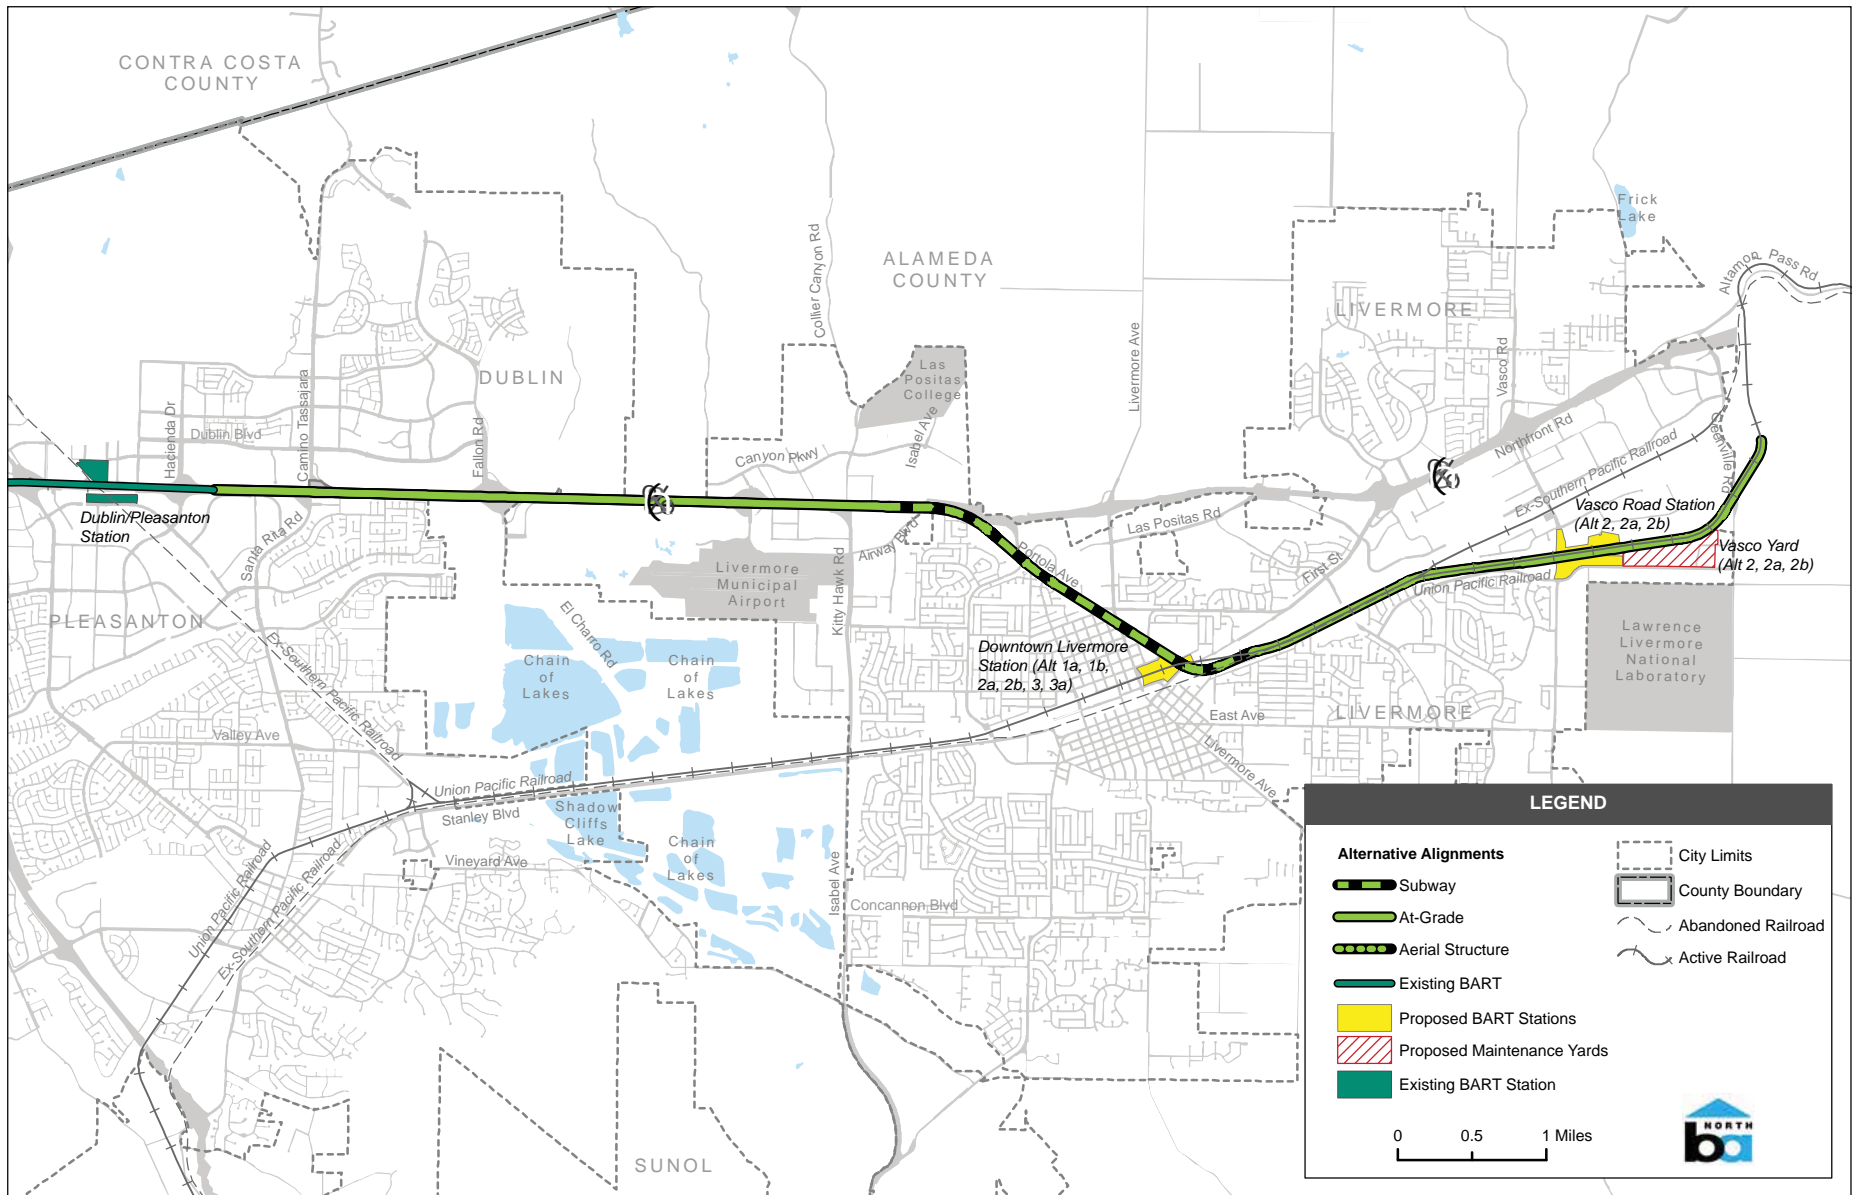 CONTRA COSTA
COUNTY
ALAMEDA
COUNTY
Frick
Lake
Altamont Pass Rd
LIVERMORE
Collier Canyon Rd
Livermore Ave
Vasco Rd
Las
Positas
College
Isabel Ave
DUBLIN
Hacienda Dr
Dublin Blvd
Camino Tassajara
Fallon Rd
Canyon Pkwy
Northfront Rd
Ex-Southern Pacific Railroad
Greenville Rd
Dublin/Pleasanton
Station
Santa Rita Rd
Airway Blvd
Las Positas Rd
Portola Ave
First St
Vasco Road Station
(Alt 2, 2a, 2b)
Vasco Yard
(Alt 2, 2a, 2b)
Union Pacific Railroad
Livermore
Municipal
Airport
Kitty Hawk Rd
PLEASANTON
Ex-Southern Pacific Railroad
El Charro Rd
Chain
of
Lakes
Chain
of
Lakes
Downtown Livermore
Station (Alt 1a, 1b,
2a, 2b, 3, 3a)
Lawrence
Livermore
National
Laboratory
East Ave
LIVERMORE
Livermore Ave
Valley Ave
Union Pacific Railroad
Stanley Blvd
Shadow
Cliffs
Lake
Chain
of
Lakes
Vineyard Ave
Isabel Ave
Concannon Blvd
Union Pacific Railroad
Ex-Southern Pacific Railroad
SUNOL
LEGEND
Alternative Alignments
Subway
At-Grade
Aerial Structure
Existing BART
Proposed BART Stations
Proposed Maintenance Yards
Existing BART Station
City Limits
County Boundary
Abandoned Railroad
Active Railroad
0 0.5 1 Miles
NORTH
ba